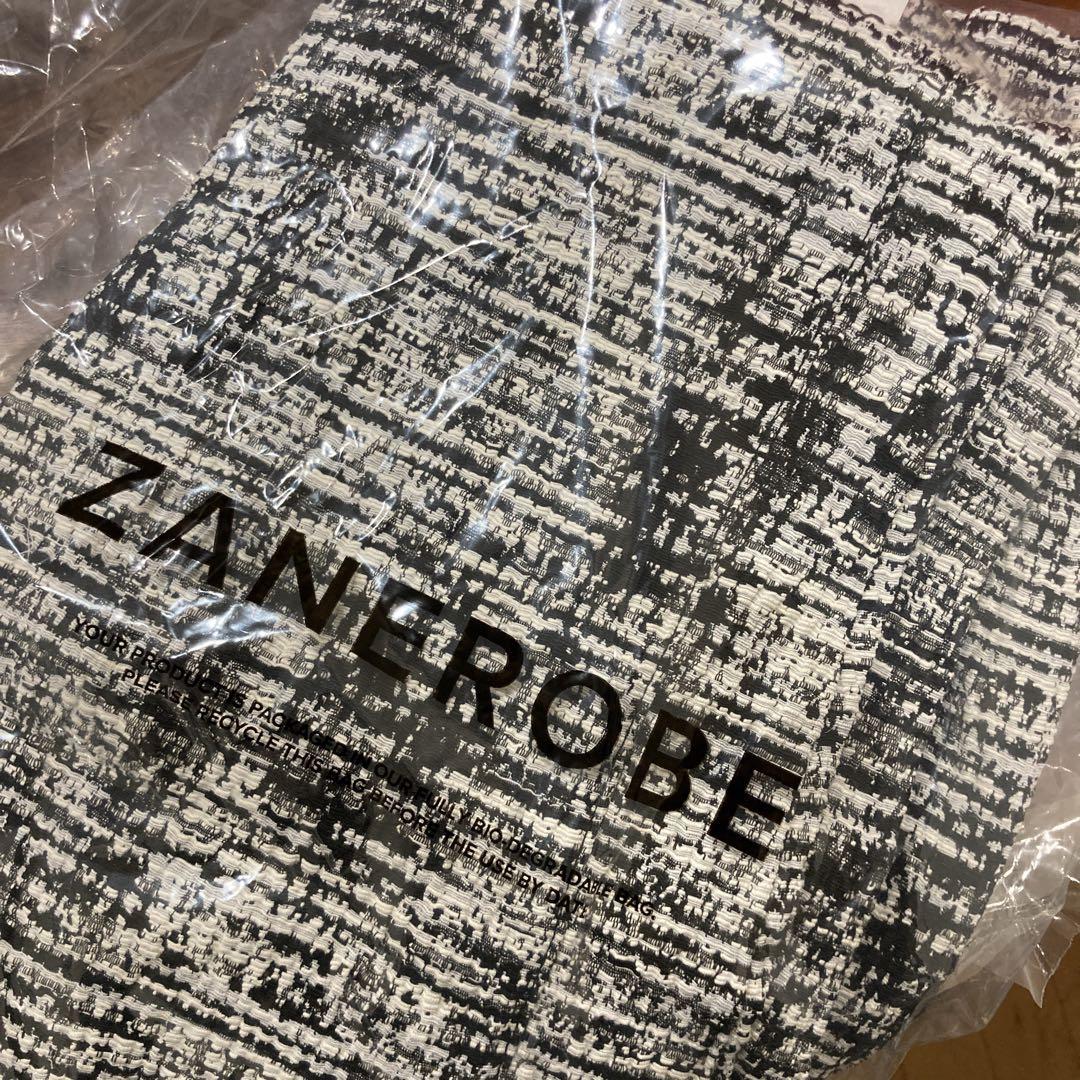 ZANEROBE
YOUR PRODUCT IS PACKAGED IN OUR FULLY BIO-DEGRADABLE BAG
PLEASE RECYCLE THIS BAG BEFORE THE USE BY DATE